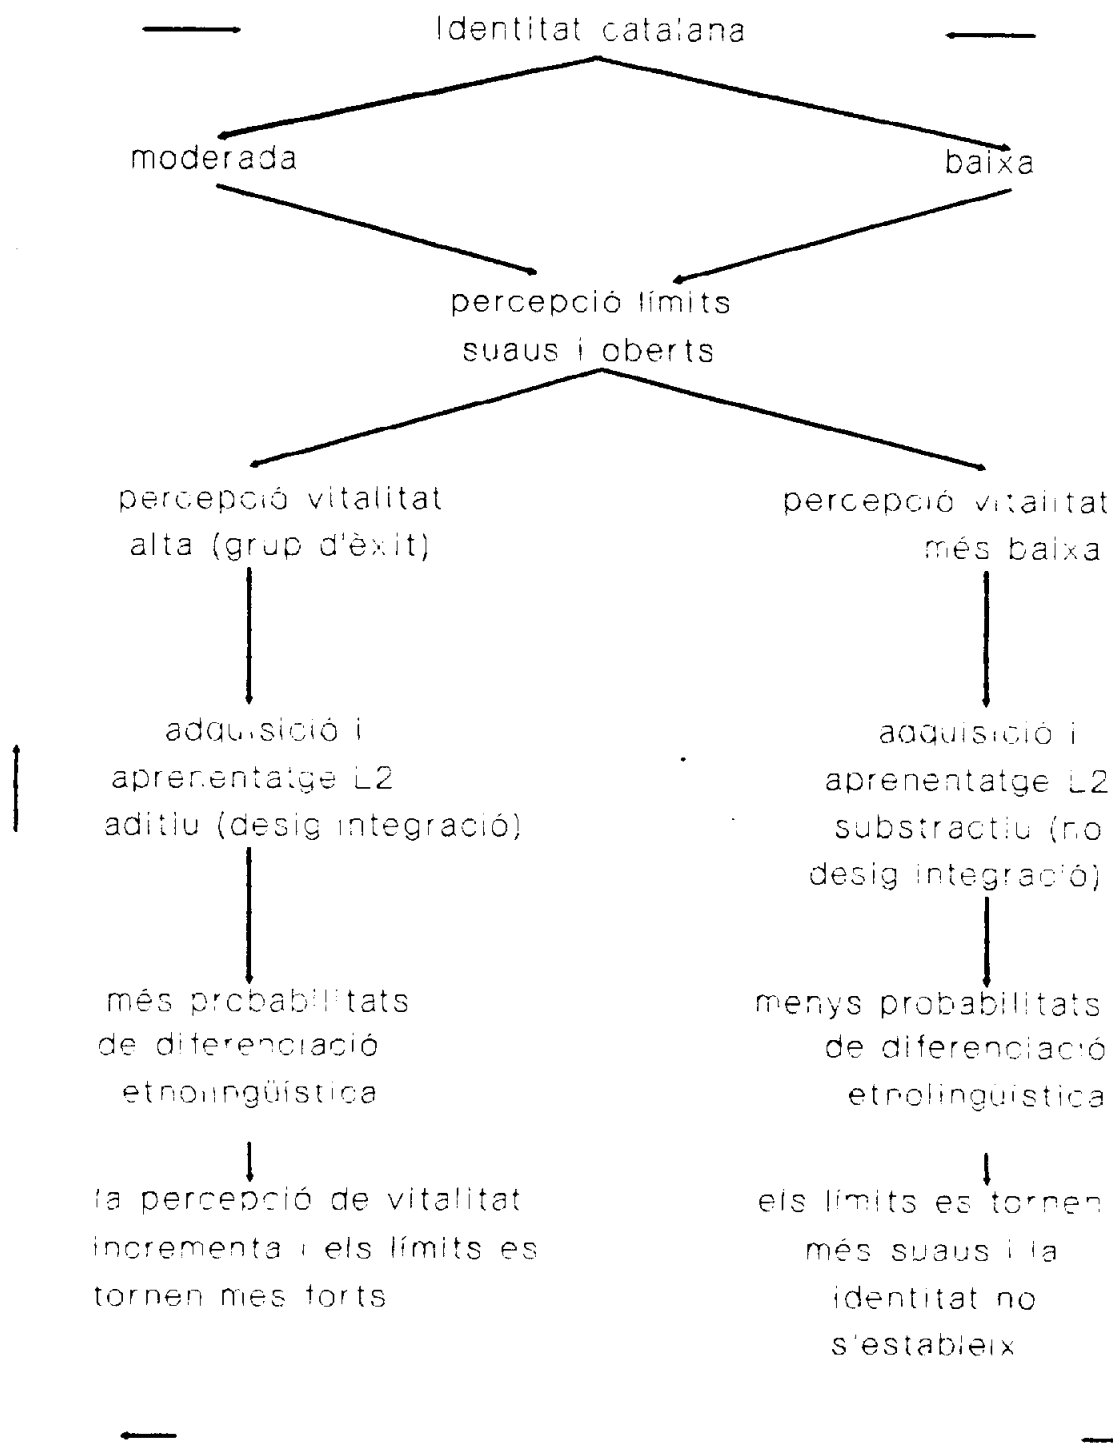 Identitat catalana
moderada
baixa
percepció límits
suaus i oberts
percepció vitalitat
alta (grup d'èxit)
percepció vitalitat
més baixa
adquisició i
aprenentatge L2
aditiu (desig integració)
adquisició i
aprenentatge L2
substractiu (no
desig integració)
més probabilitats
de diferenciació
etnolingüística
menys probabilitats
de diferenciació
etnolingüística
la percepció de vitalitat
incrementa i els límits es
tornen mes forts
els límits es tornen
més suaus i la
identitat no
s'estableix